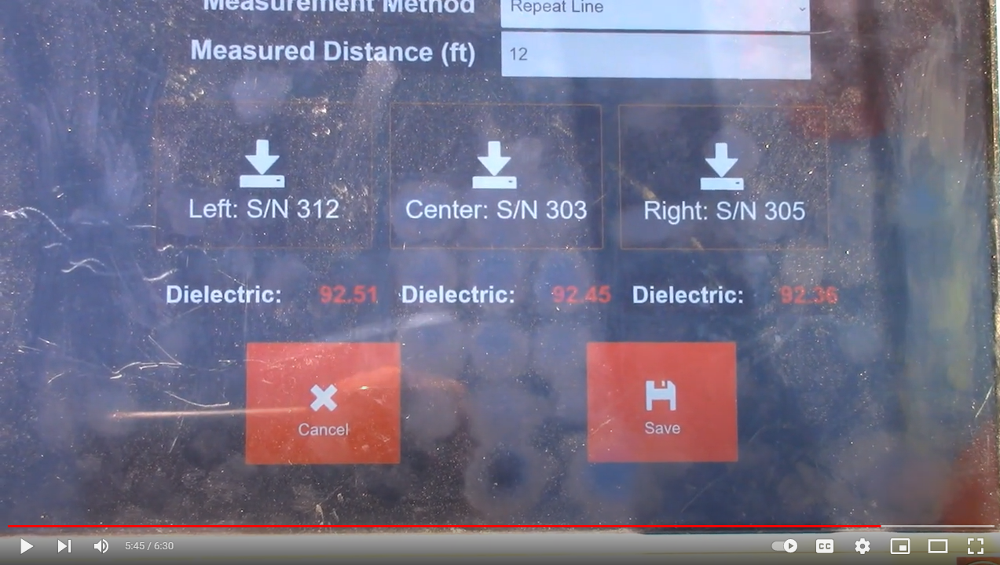 Measurement Method Repeat Line
Measured Distance (ft) 12
Left: S/N 312 Center: S/N 303 Right: S/N 305
Dielectric: 92.51 Dielectric: 92.45 Dielectric: 92.36
Cancel Save
5:45 / 6:30 CC